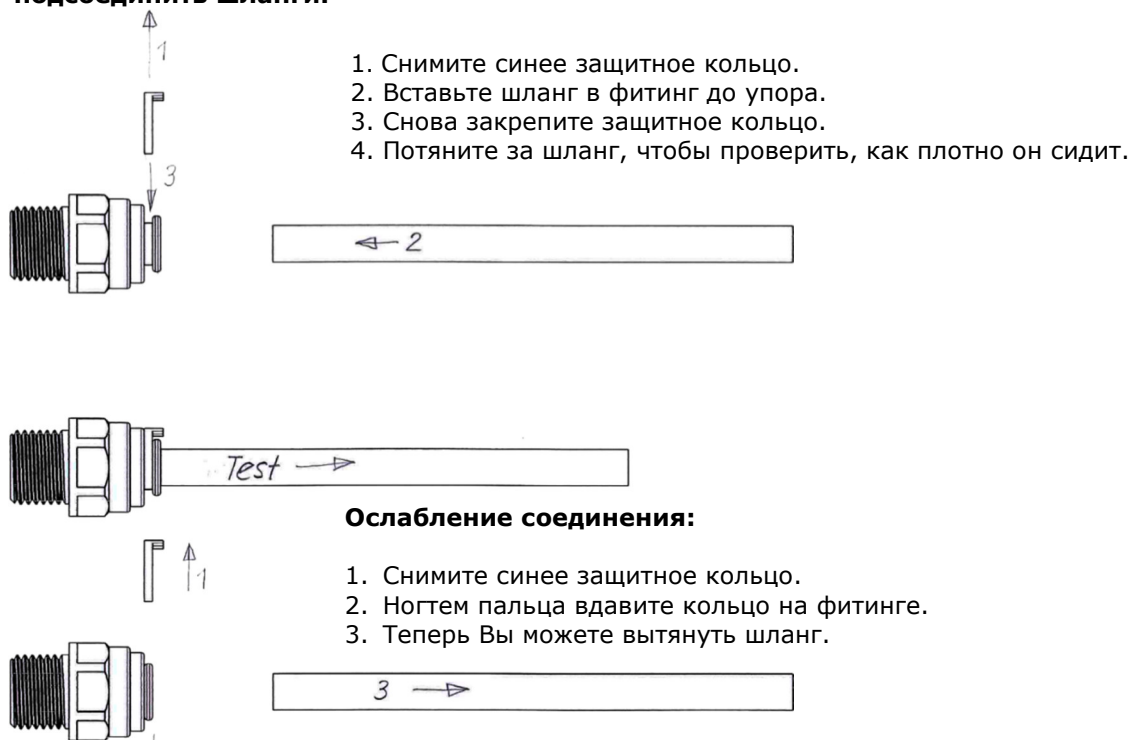 подсоединить шланги:
1
1. Снимите синее защитное кольцо.
2. Вставьте шланг в фитинг до упора.
3. Снова закрепите защитное кольцо.
4. Потяните за шланг, чтобы проверить, как плотно он сидит.
3
2
Test
Ослабление соединения:
1
1. Снимите синее защитное кольцо.
2. Ногтем пальца вдавите кольцо на фитинге.
3. Теперь Вы можете вытянуть шланг.
3